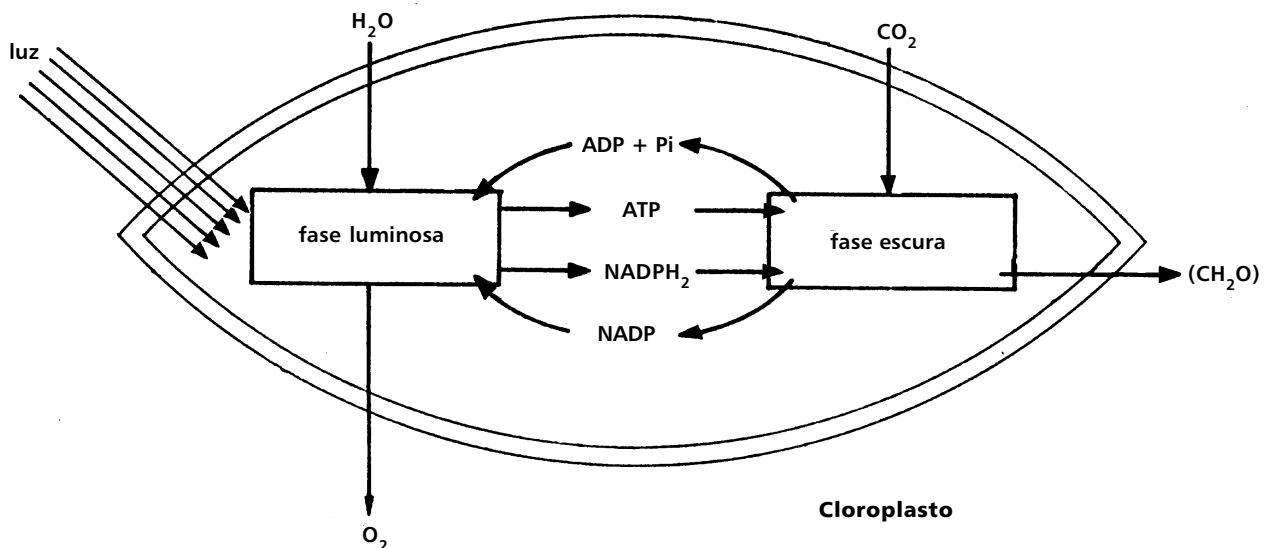 H₂O
CO₂
luz
ADP + Pi
ATP
fase luminosa
fase escura
NADPH₂
(CH₂O)
NADP
Cloroplasto
O₂